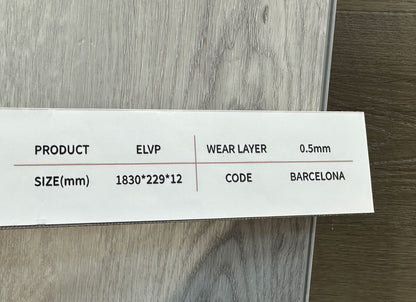 PRODUCT ELVP WEAR LAYER 0.5mm
SIZE(mm) 1830*229*12 CODE BARCELONA